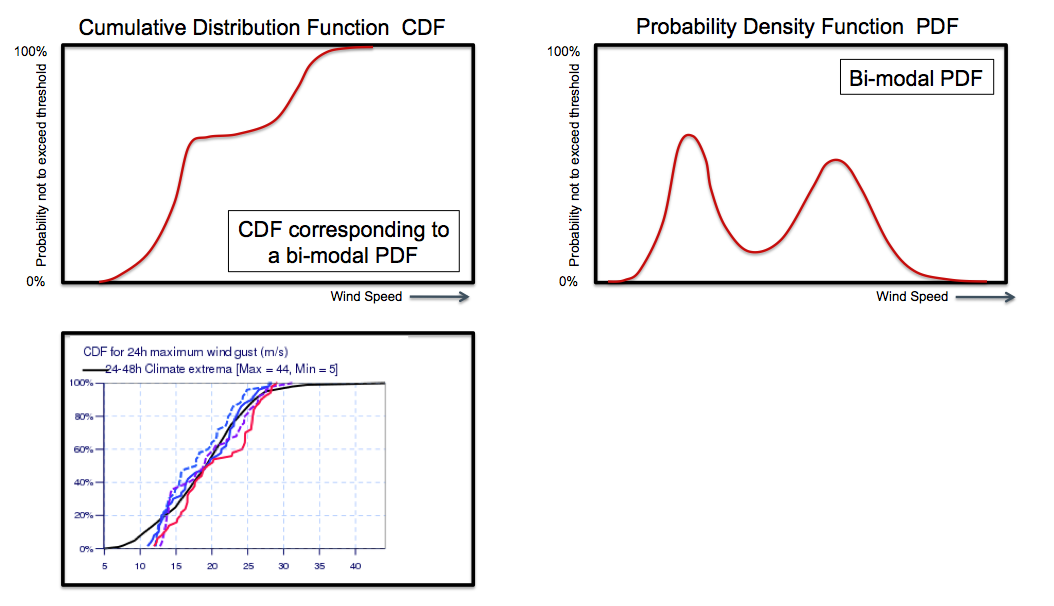 Cumulative Distribution Function CDF
100%
Probability not to exceed threshold
0%
CDF corresponding to
a bi-modal PDF
Wind Speed
Probability Density Function PDF
100%
Probability not to exceed threshold
0%
Bi-modal PDF
Wind Speed
CDF for 24h maximum wind gust (m/s)
24-48h Climate extrema [Max = 44, Min = 5]
100%
80%
60%
40%
20%
0%
5 10 15 20 25 30 35 40